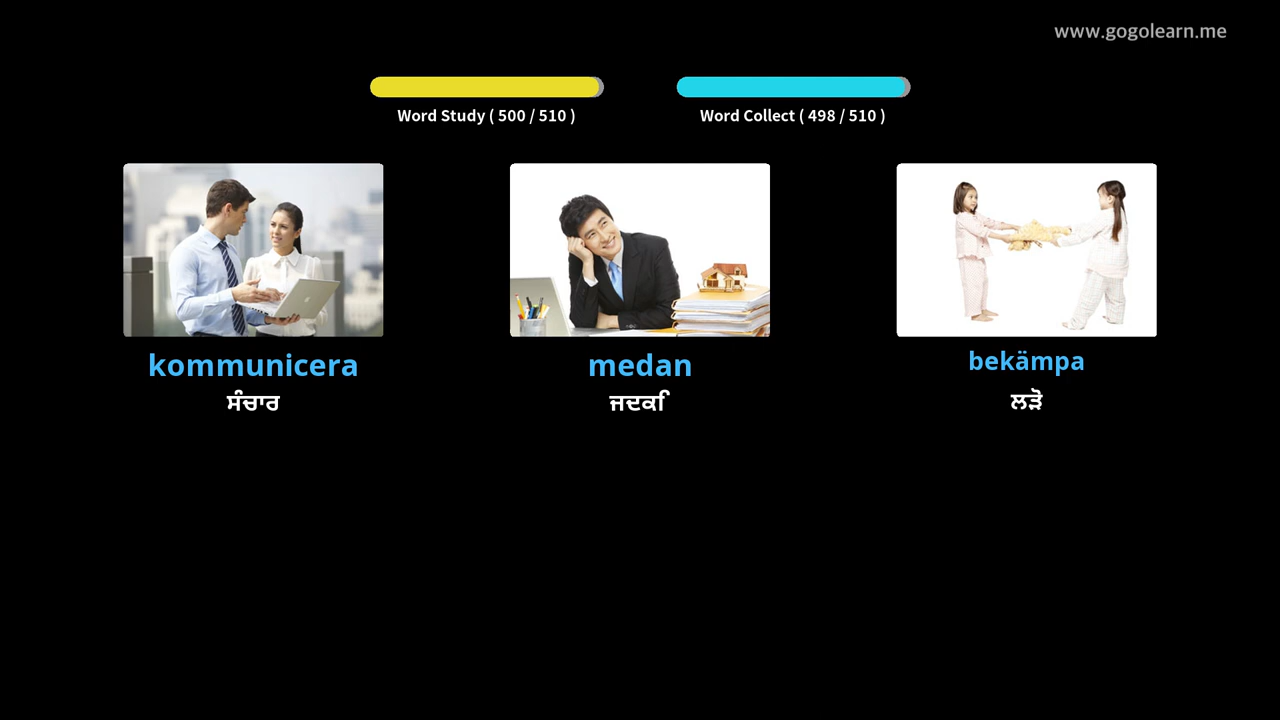 www.gogolearn.me
Word Study ( 500 / 510 )
Word Collect ( 498 / 510 )
kommunicera
medan
bekämpa
ਸੰਚਾਰ
ਜਦਕਿ
ਲੜੋ